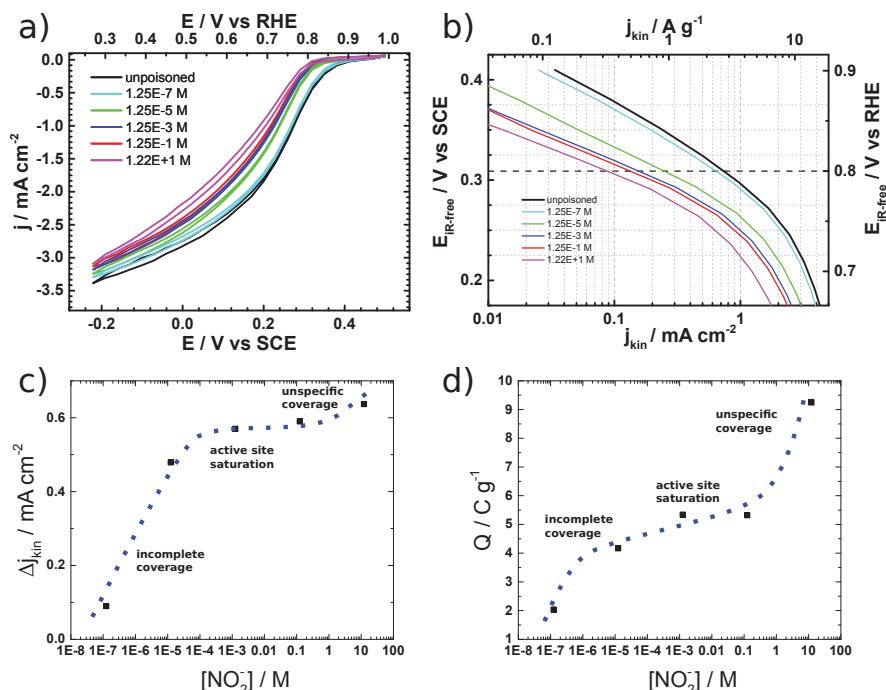 a)
E / V vs RHE
0.3 0.4 0.5 0.6 0.7 0.8 0.9 1.0
0.0
-0.5
-1.0
-1.5
-2.0
-2.5
-3.0
-3.5
j / mA cm-2
unpoisoned
1.25E-7 M
1.25E-5 M
1.25E-3 M
1.25E-1 M
1.22E+1 M
-0.2 0.0 0.2 0.4
E / V vs SCE
b)
jkin / A g-1
0.1 1 10
0.4
0.3
0.2
EiR-free / V vs SCE
0.9
0.8
0.7
EiR-free / V vs RHE
unpoisoned
1.25E-7 M
1.25E-5 M
1.25E-3 M
1.25E-1 M
1.22E+1 M
0.01 0.1 1
jkin / mA cm-2
c)
0.6
0.4
0.2
0.0
Δjkin / mA cm-2
unspecific
coverage
active site
saturation
incomplete
coverage
1E-8 1E-7 1E-6 1E-5 1E-4 1E-3 0.01 0.1 1 10 100
[NO2-] / M
d)
10
9
8
7
6
5
4
3
2
1
Q / C g-1
unspecific
coverage
active site
saturation
incomplete
coverage
1E-8 1E-7 1E-6 1E-5 1E-4 1E-3 0.01 0.1 1 10 100
[NO2-] / M